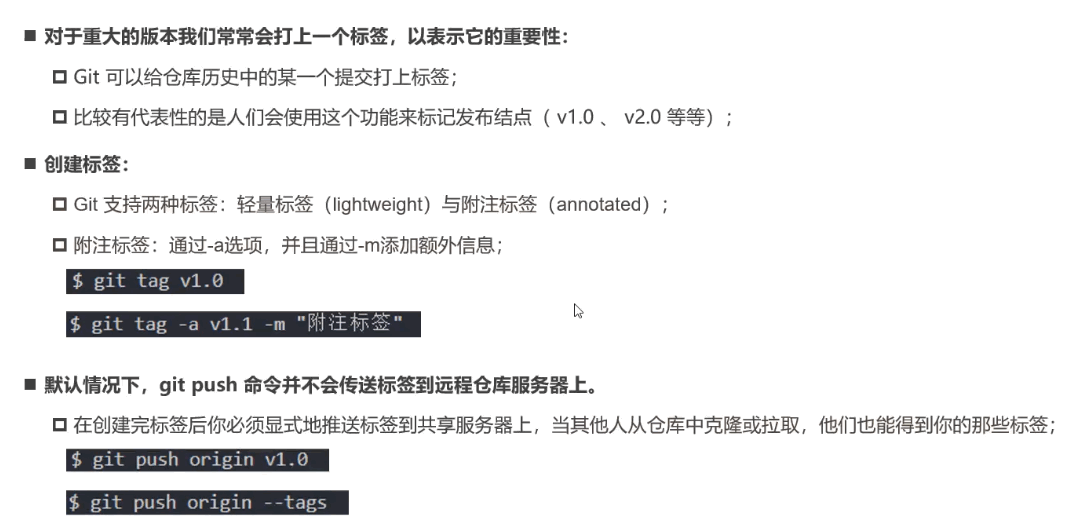 ■ 对于重大的版本我们常常会打上一个标签，以表示它的重要性：
Git 可以给仓库历史中的某一个提交打上标签；
比较有代表性的是人们会使用这个功能来标记发布结点（ v1.0 、 v2.0 等等）；
■ 创建标签：
Git 支持两种标签：轻量标签（lightweight）与附注标签（annotated）；
附注标签：通过-a选项，并且通过-m添加额外信息；
$ git tag v1.0
$ git tag -a v1.1 -m "附注标签"
■ 默认情况下，git push 命令并不会传送标签到远程仓库服务器上。
在创建完标签后你必须显式地推送标签到共享服务器上，当其他人从仓库中克隆或拉取，他们也能得到你的那些标签；
$ git push origin v1.0
$ git push origin --tags